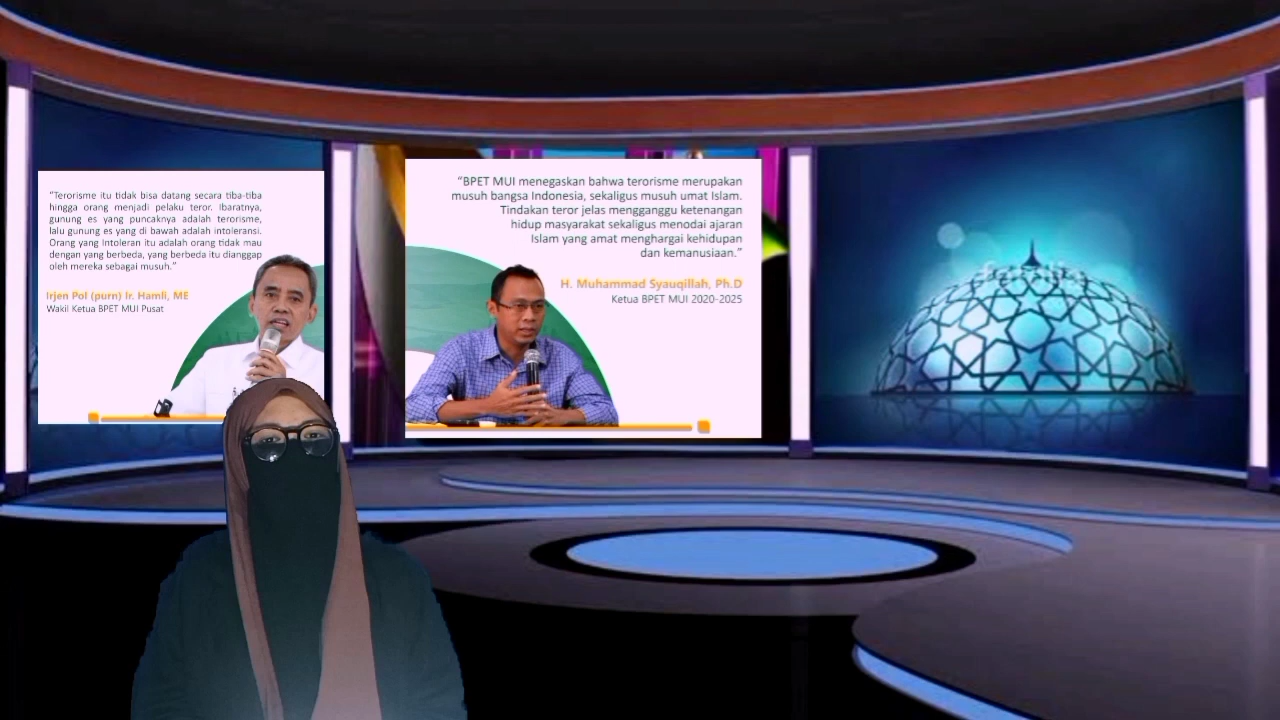 “Terorisme itu tidak bisa datang secara tiba-tiba
hingga orang menjadi pelaku teror. Ibaratnya,
gunung es yang puncaknya adalah terorisme,
lalu gunung es yang di bawah adalah intoleransi.
Orang yang Intoleran itu adalah orang tidak mau
dengan yang berbeda, yang berbeda itu dianggap
oleh mereka sebagai musuh.”
Irjen Pol (purn) Ir. Hamli, ME
Wakil Ketua BPET MUI Pusat
“BPET MUI menegaskan bahwa terorisme merupakan
musuh bangsa Indonesia, sekaligus musuh umat Islam.
Tindakan teror jelas mengganggu ketenangan
hidup masyarakat sekaligus menodai ajaran
Islam yang amat menghargai kehidupan
dan kemanusiaan.”
H. Muhammad Syauqillah, Ph.D
Ketua BPET MUI 2020-2025